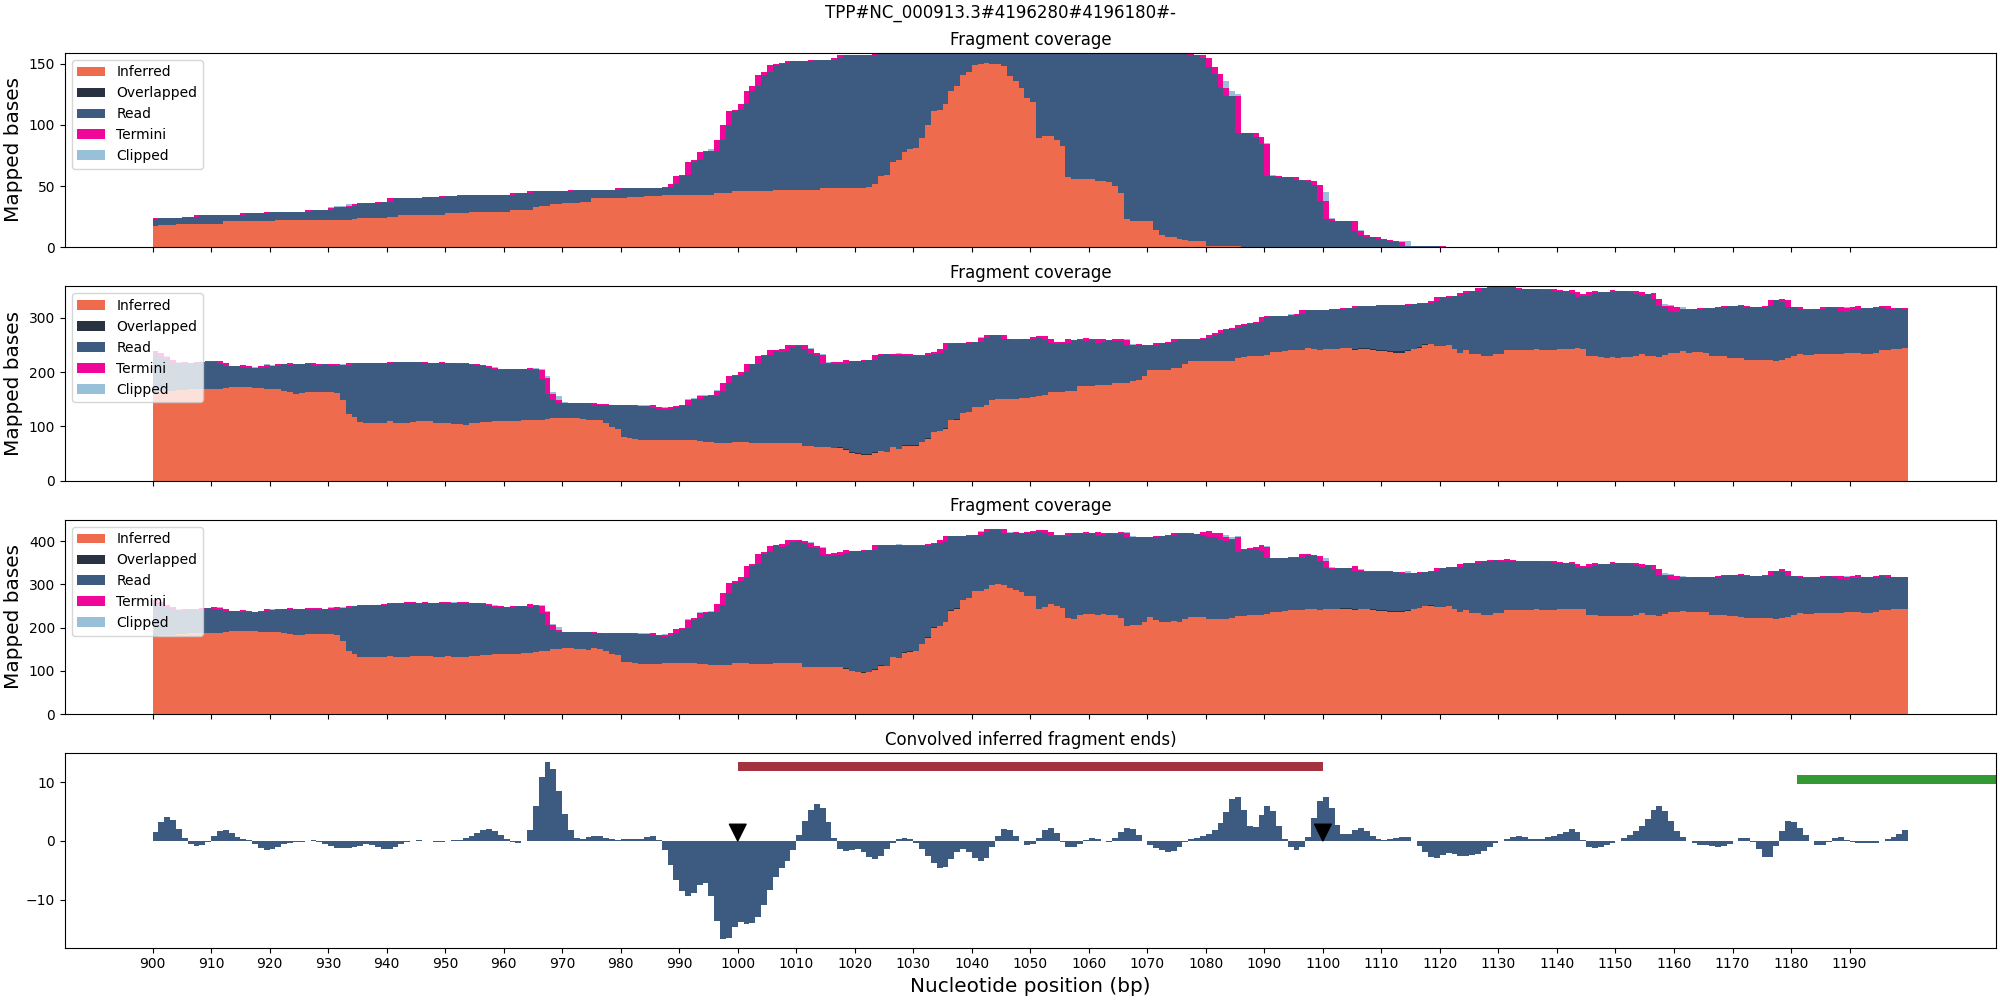 TPP#NC_000913.3#4196280#4196180#-
Fragment coverage
Mapped bases
150
100
50
0
Inferred
Overlapped
Read
Termini
Clipped
Fragment coverage
Mapped bases
300
200
100
0
Inferred
Overlapped
Read
Termini
Clipped
Fragment coverage
Mapped bases
400
300
200
100
0
Inferred
Overlapped
Read
Termini
Clipped
Convolved inferred fragment ends)
10
0
−10
900 910 920 930 940 950 960 970 980 990 1000 1010 1020 1030 1040 1050 1060 1070 1080 1090 1100 1110 1120 1130 1140 1150 1160 1170 1180 1190
Nucleotide position (bp)